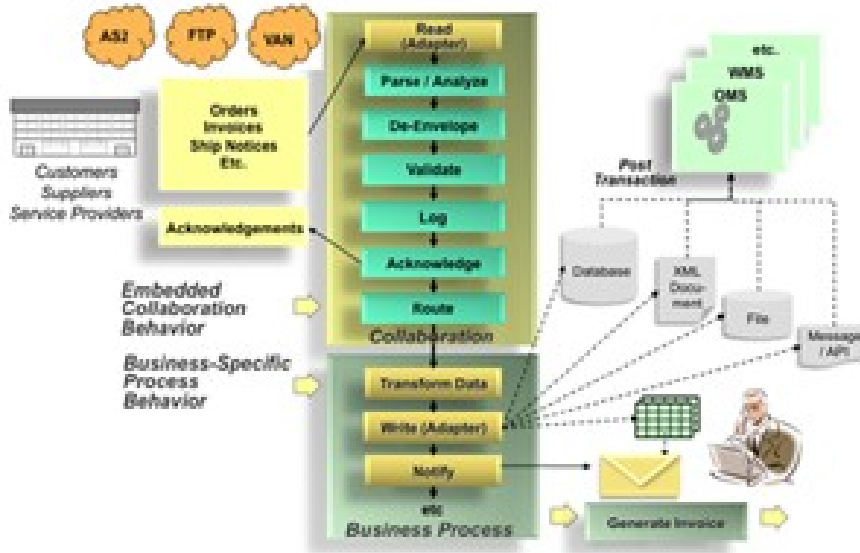 AS2
FTP
VAN
Read
(Adapter)
Parse / Analyze
De-Envelope
Validate
Log
Acknowledge
Route
Collaboration
Orders
Invoices
Ship Notices
Etc.
Customers
Suppliers
Service Providers
Acknowledgements
Embedded
Collaboration
Behavior
Business-Specific
Process
Behavior
Transform Data
Write (Adapter)
Notify
etc
Business Process
etc.
WMS
OMS
Post
Transaction
Database
XML
Docu-
ment
File
Message
/ API
Generate Invoice